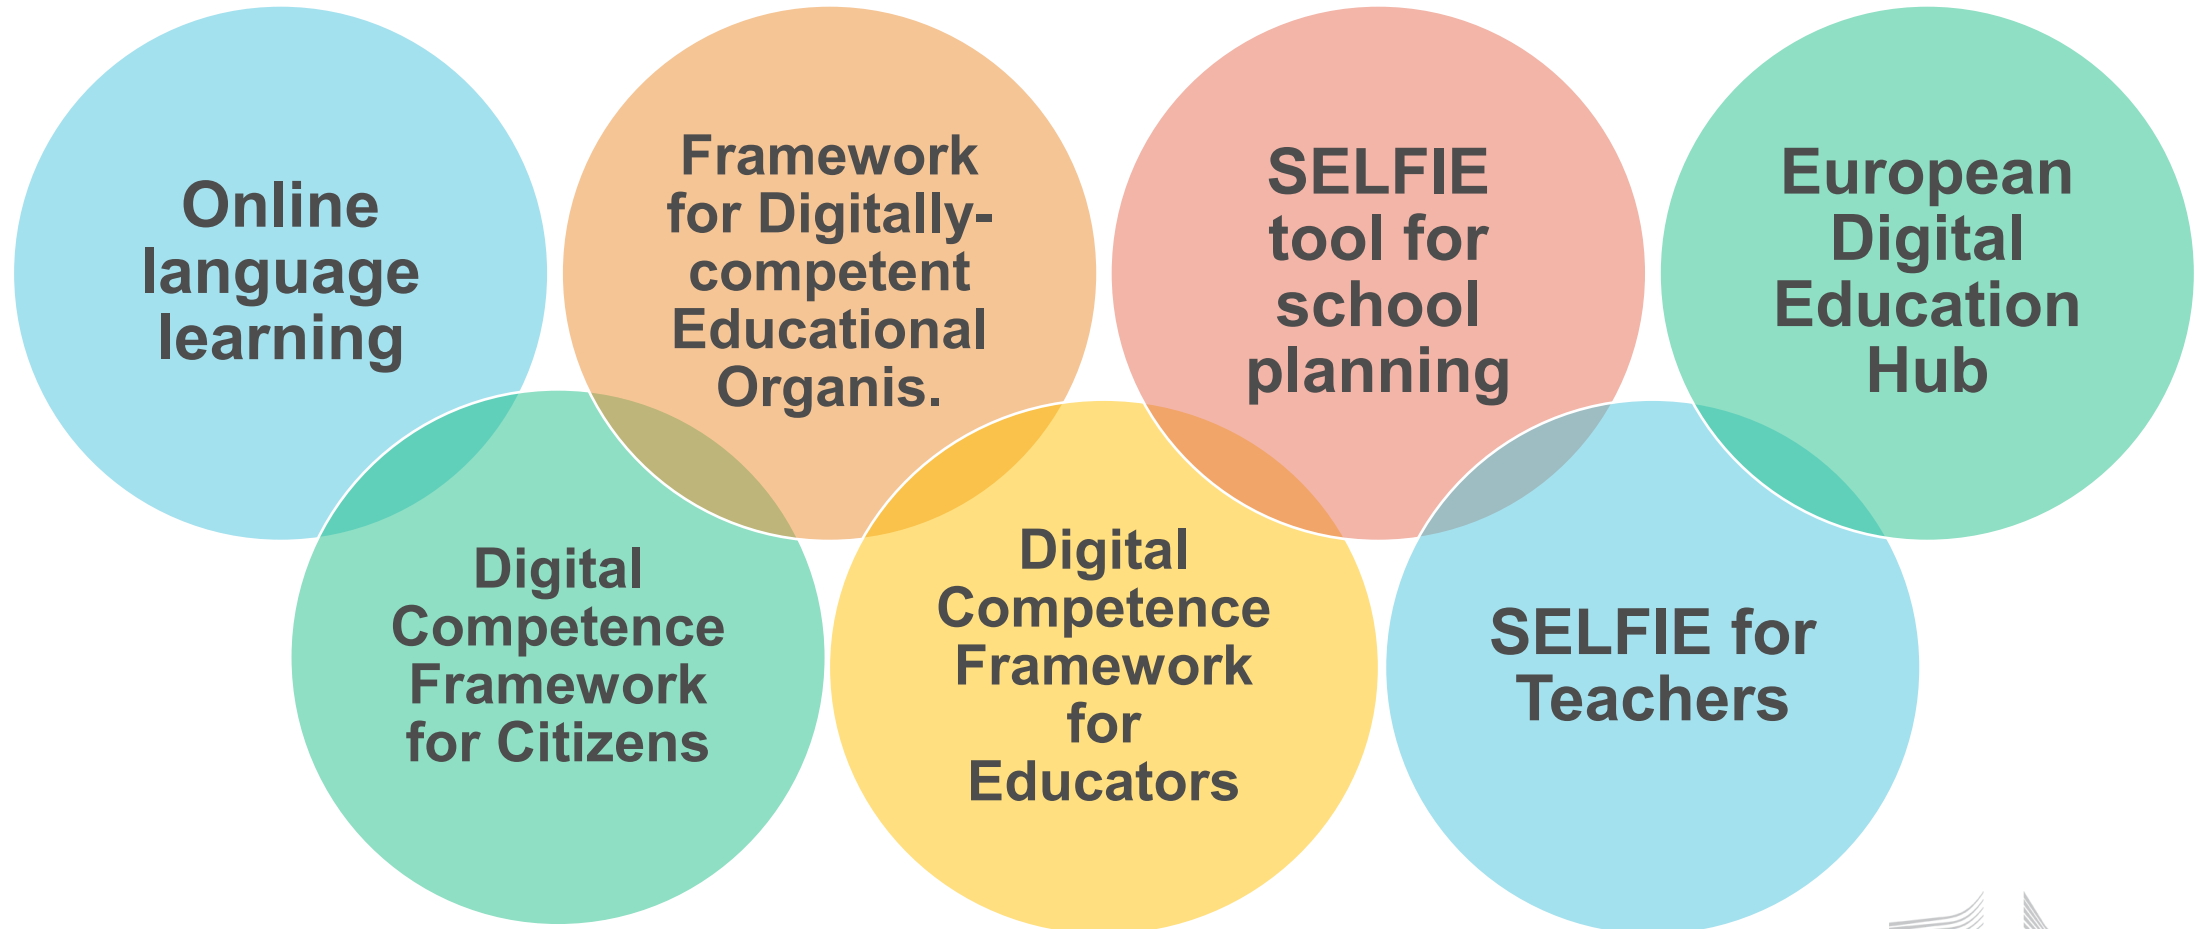 Online
language
learning
Framework
for Digitally-
competent
Educational
Organis.
SELFIE
tool for
school
planning
European
Digital
Education
Hub
Digital
Competence
Framework
for Citizens
Digital
Competence
Framework
for
Educators
SELFIE for
Teachers